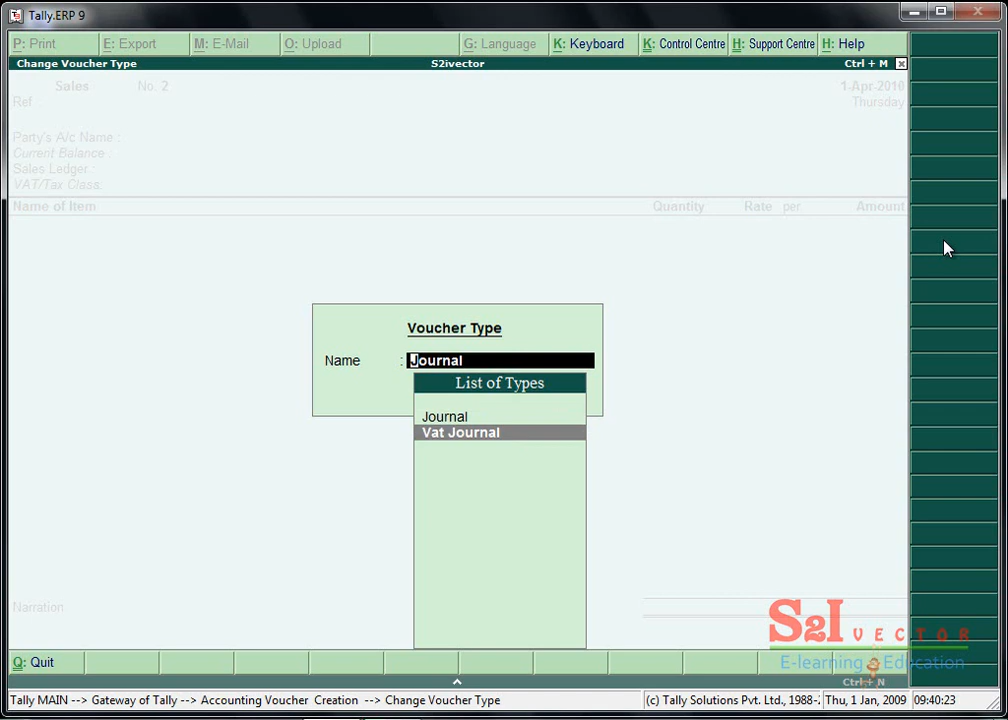 Tally.ERP 9
P: Print E: Export M: E-Mail O: Upload G: Language K: Keyboard K: Control Centre H: Support Centre H: Help
Change Voucher Type S2ivector Ctrl + M
Sales No. 2 1-Apr-2010
Ref Thursday
Party's A/c Name :
Current Balance :
Sales Ledger :
VAT/Tax Class:
Name of Item Quantity Rate per Amount
Voucher Type
Name : Journal
List of Types
Journal
Vat Journal
Narration
S2I VECTOR
E-learning Education
Q: Quit
Ctrl + N
Tally MAIN --> Gateway of Tally --> Accounting Voucher Creation --> Change Voucher Type (c) Tally Solutions Pvt. Ltd., 1988-2 Thu, 1 Jan, 2009 09:40:23